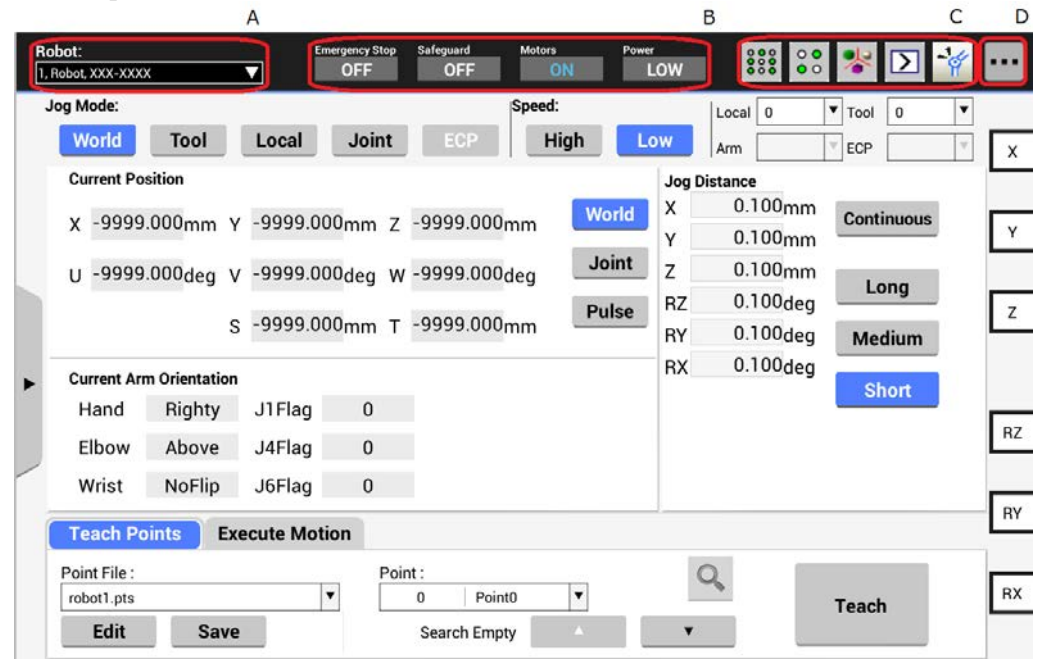 A B C D
Robot: Emergency Stop Safeguard Motors Power
1, Robot, XXX-XXXX OFF OFF ON LOW
Jog Mode: Speed: Local 0 Tool 0
World Tool Local Joint ECP High Low Arm ECP
X
Current Position Jog Distance
X -9999.000mm Y -9999.000mm Z -9999.000mm World X 0.100mm Continuous
Y 0.100mm Y
U -9999.000deg V -9999.000deg W -9999.000deg Joint Z 0.100mm Long
S -9999.000mm T -9999.000mm Pulse RZ 0.100deg Z
RY 0.100deg Medium
Current Arm Orientation RX 0.100deg
Hand Righty J1Flag 0 Short
Elbow Above J4Flag 0 RZ
Wrist NoFlip J6Flag 0
RY
Teach Points Execute Motion
Point File : Point :
robot1.pts 0 Point0 Teach RX
Edit Save Search Empty